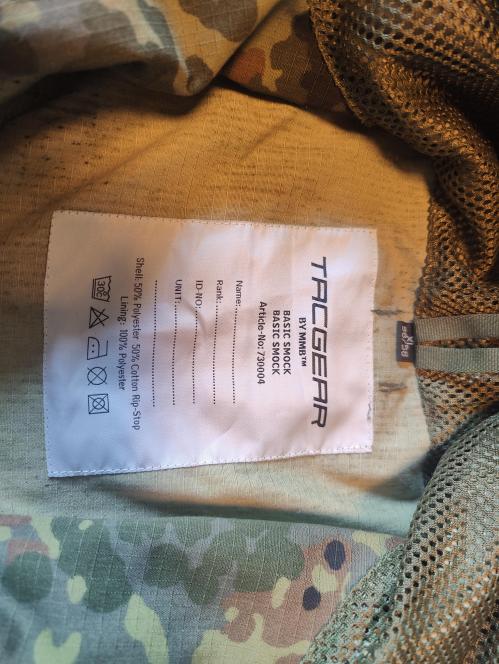 TACGEAR
BY MMB™
BASIC SMOCK
BASIC SMOCK
Article-No: 730004
Name:
Rank:
ID-NO:
UNIT:
Shell: 50% Polyester 50% Cotton Rip-Stop
Lining: 100% Polyester
30C